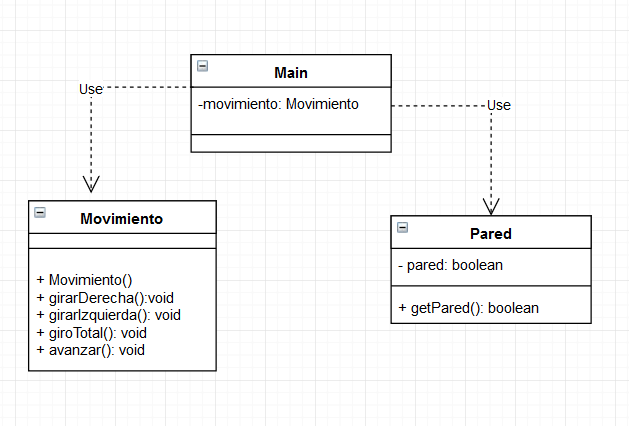 Main
-movimiento: Movimiento
Use
Use
Movimiento
+ Movimiento()
+ girarDerecha():void
+ girarIzquierda(): void
+ giroTotal(): void
+ avanzar(): void
Pared
- pared: boolean
+ getPared(): boolean